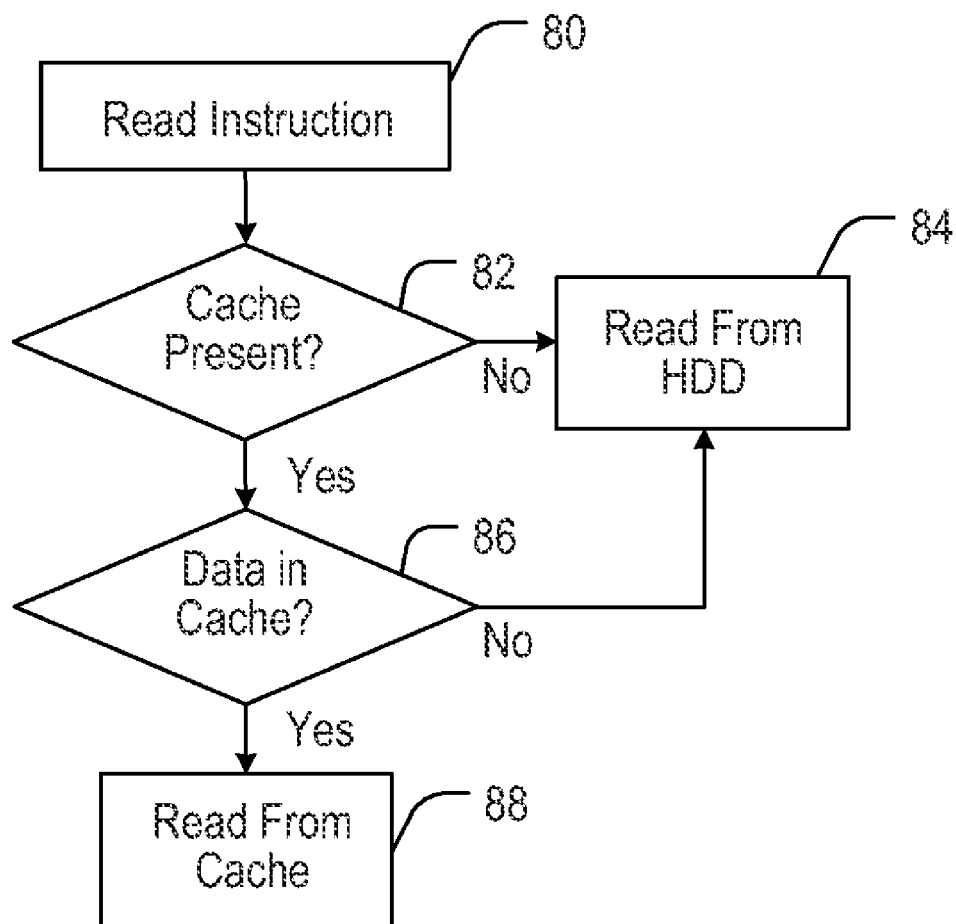 80
Read Instruction
84
82
Cache
Present?
Read From
HDD
No
Yes
86
Data in
Cache?
No
Yes
88
Read From
Cache